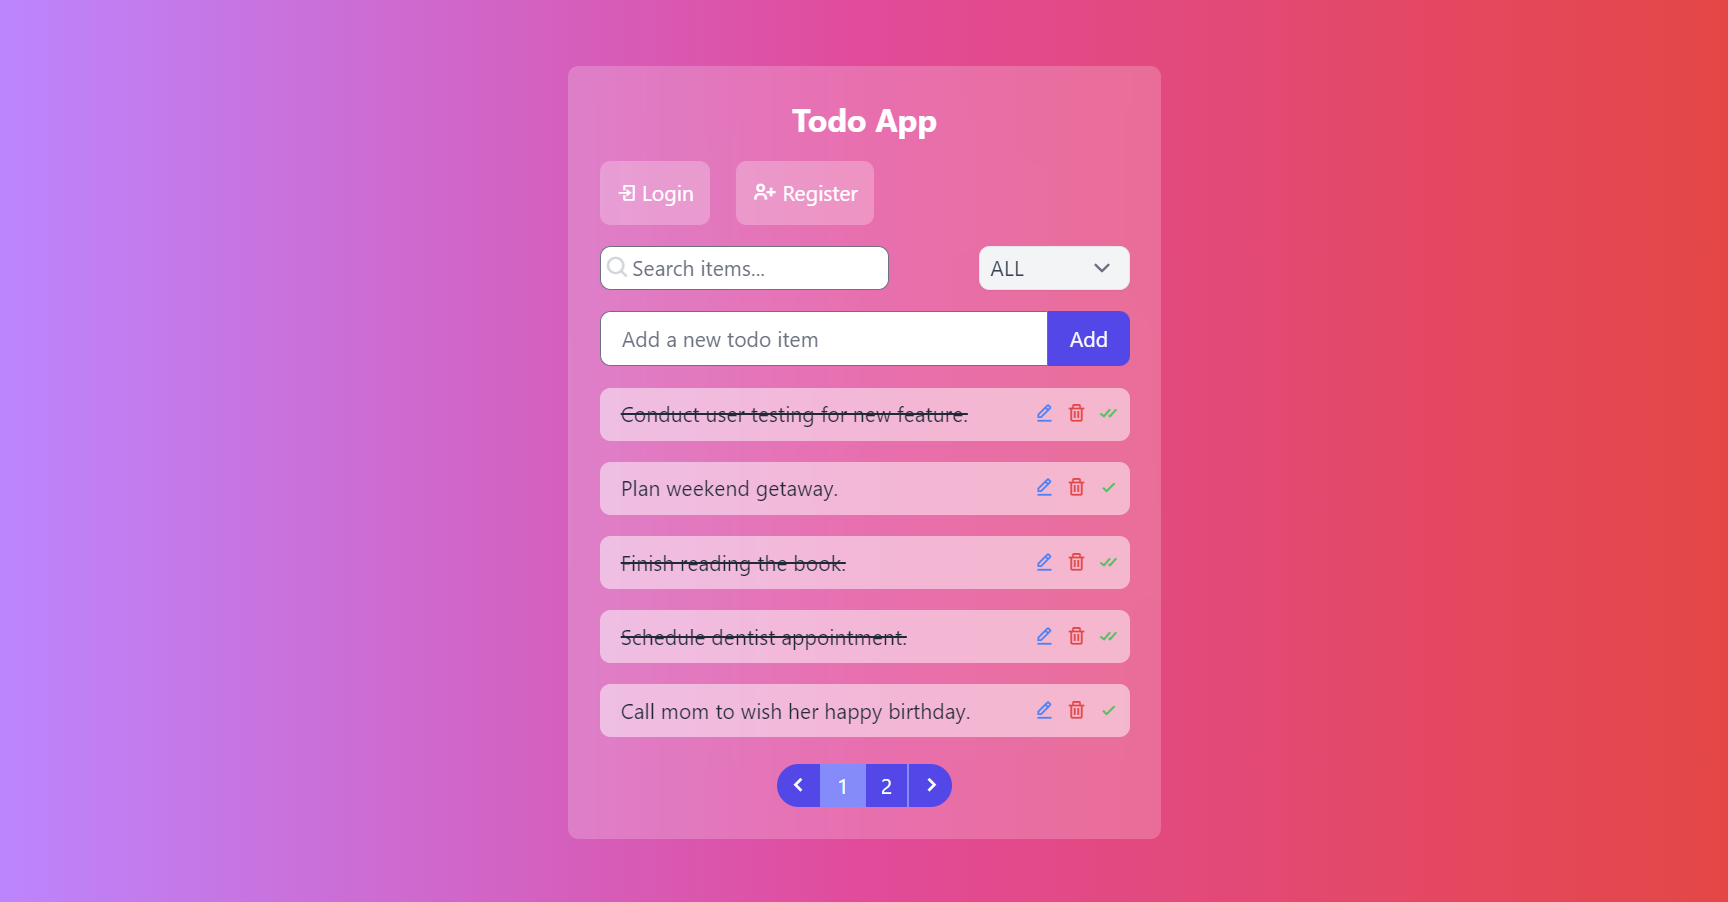 Todo App
Login
Register
Search items...
ALL
Add a new todo item
Add
Conduct user testing for new feature.
Plan weekend getaway.
Finish reading the book.
Schedule dentist appointment.
Call mom to wish her happy birthday.
1
2